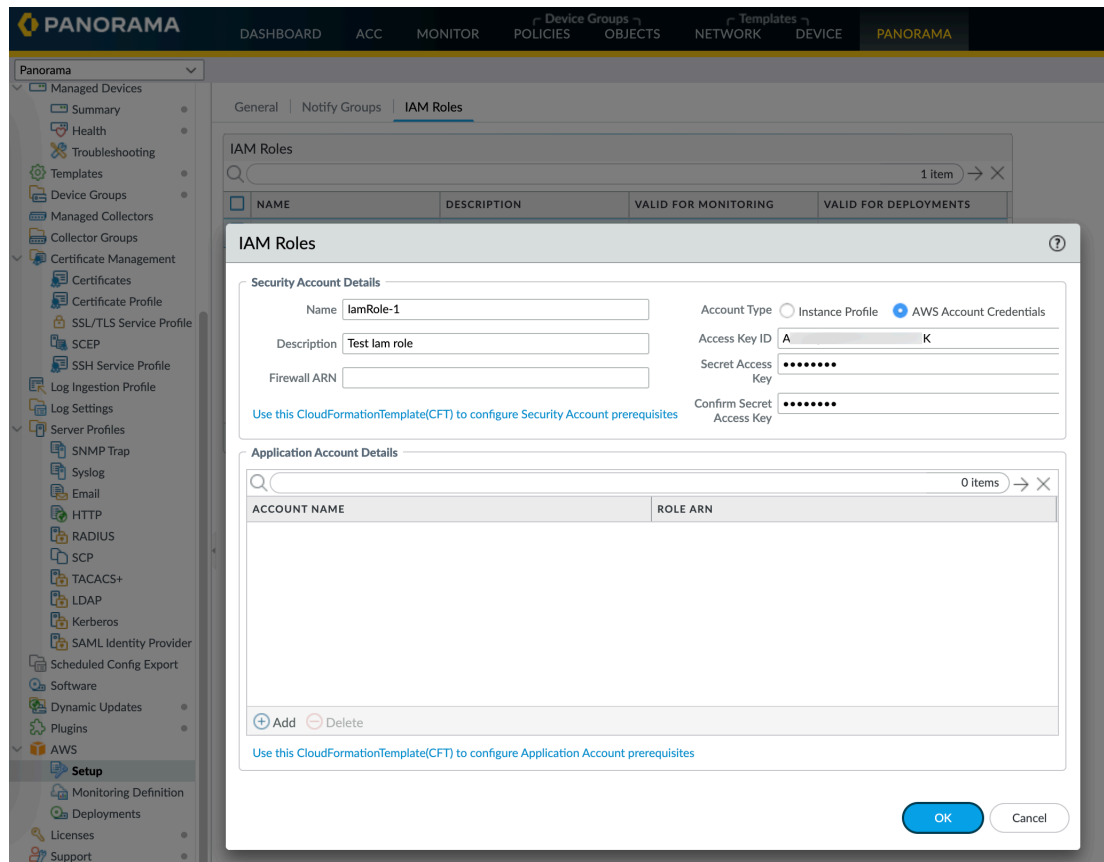 PANORAMA
Device Groups
Templates
DASHBOARD ACC MONITOR POLICIES OBJECTS NETWORK DEVICE PANORAMA
Panorama
Managed Devices
Summary
Health
Troubleshooting
Templates
Device Groups
Managed Collectors
Collector Groups
Certificate Management
Certificates
Certificate Profile
SSL/TLS Service Profile
SCEP
SSH Service Profile
Log Ingestion Profile
Log Settings
Server Profiles
SNMP Trap
Syslog
Email
HTTP
RADIUS
SCP
TACACS+
LDAP
Kerberos
SAML Identity Provider
Scheduled Config Export
Software
Dynamic Updates
Plugins
AWS
Setup
Monitoring Definition
Deployments
Licenses
Support
General Notify Groups IAM Roles
IAM Roles
1 item
NAME DESCRIPTION VALID FOR MONITORING VALID FOR DEPLOYMENTS
IAM Roles
Security Account Details
Name IamRole-1
Description Test Iam role
Firewall ARN
Use this CloudFormationTemplate(CFT) to configure Security Account prerequisites
Account Type Instance Profile AWS Account Credentials
Access Key ID A K
Secret Access
Key
••••••••
Confirm Secret
Access Key
••••••••
Application Account Details
0 items
ACCOUNT NAME ROLE ARN
Add Delete
Use this CloudFormationTemplate(CFT) to configure Application Account prerequisites
OK Cancel